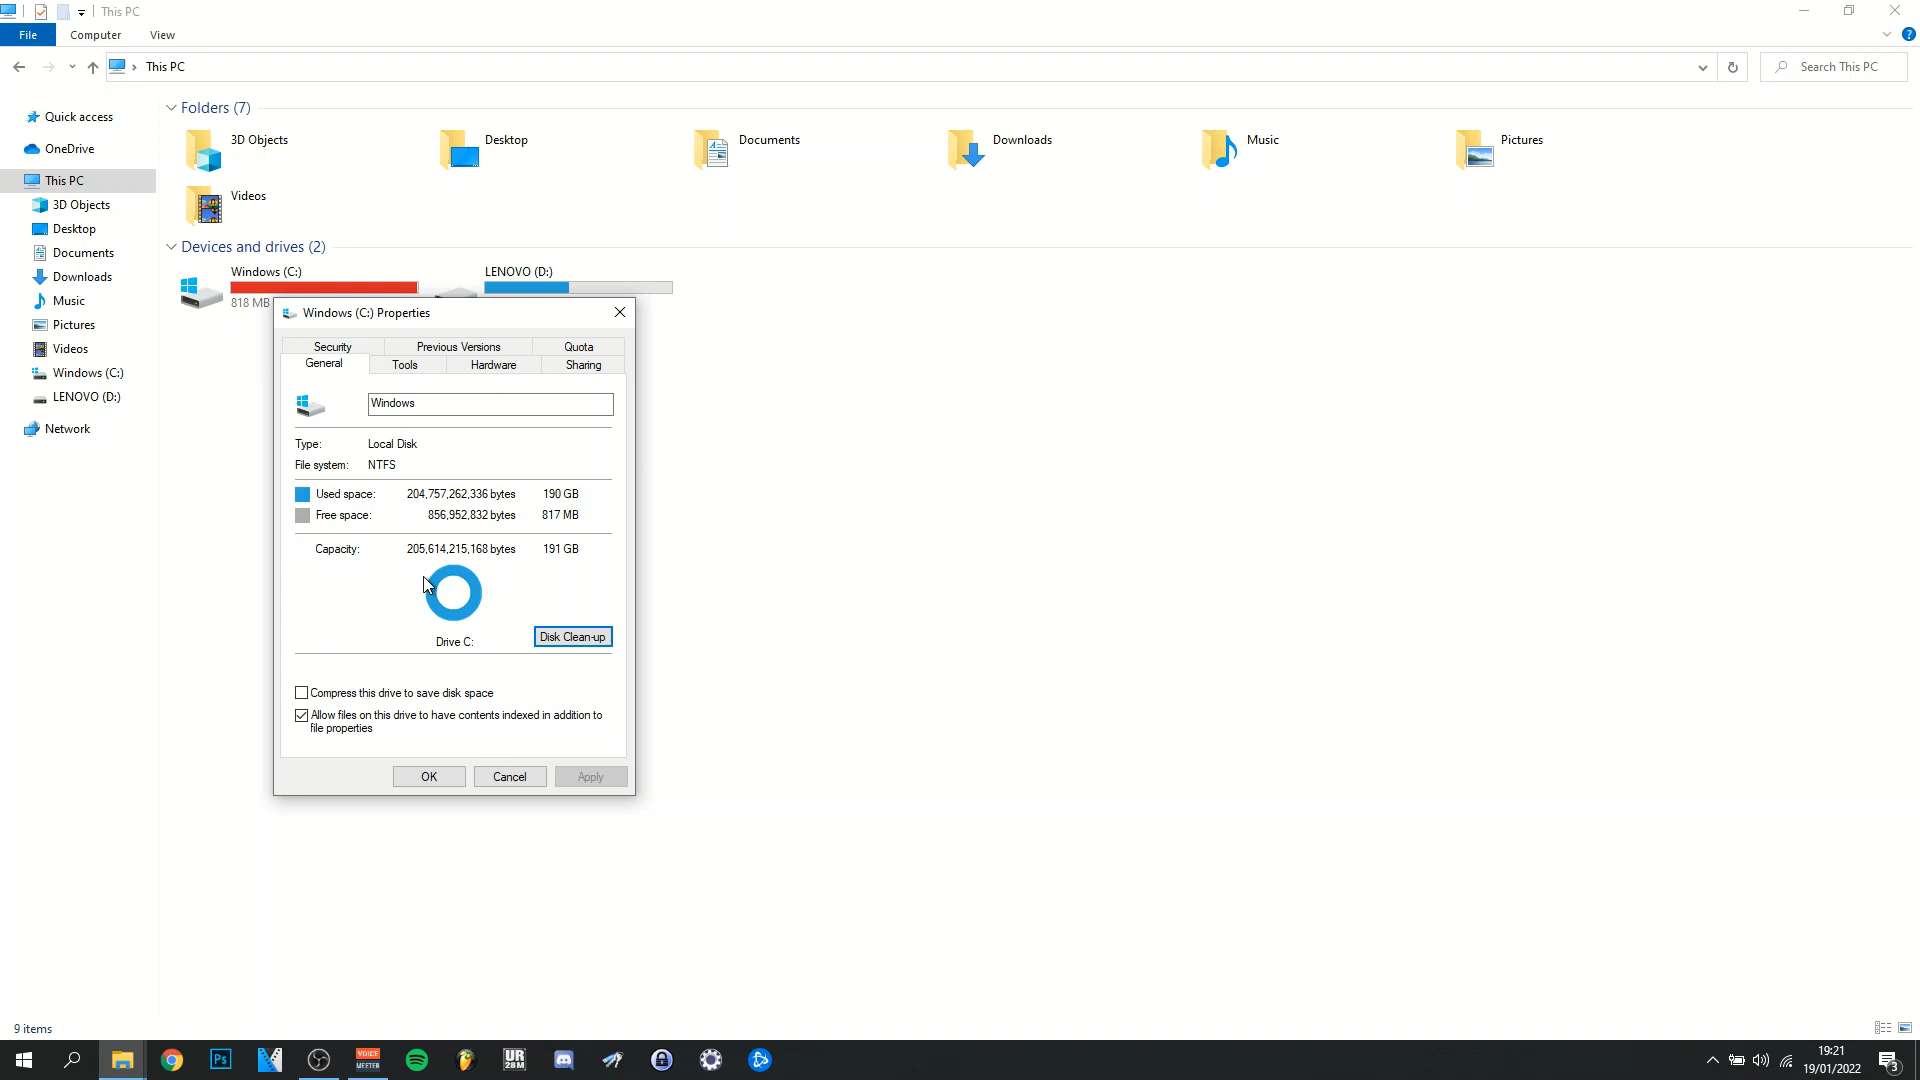 This PC
File Computer View
This PC
Search This PC
Quick access
OneDrive
This PC
3D Objects
Desktop
Documents
Downloads
Music
Pictures
Videos
Windows (C:)
LENOVO (D:)
Network
Folders (7)
3D Objects
Desktop
Documents
Downloads
Music
Pictures
Videos
Devices and drives (2)
Windows (C:)
818 MB
LENOVO (D:)
Windows (C:) Properties
Security Previous Versions Quota
General Tools Hardware Sharing
Windows
Type: Local Disk
File system: NTFS
Used space: 204,757,262,336 bytes 190 GB
Free space: 856,952,832 bytes 817 MB
Capacity: 205,614,215,168 bytes 191 GB
Drive C:
Disk Clean-up
Compress this drive to save disk space
Allow files on this drive to have contents indexed in addition to
file properties
OK Cancel Apply
9 items
Ps
VOICE
MEETER
UR
28M
19:21
19/01/2022
3